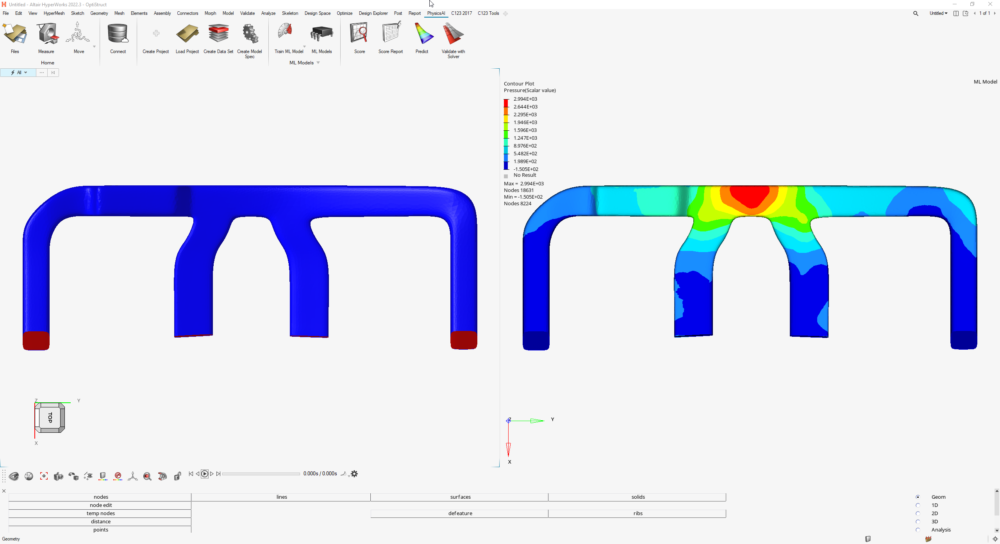 Untitled - Altair HyperWorks 2022.3 - OptiStruct
File Edit View HyperMesh Sketch Geometry Mesh Elements Assembly Connectors Morph Model Validate Analyze Skeleton Design Space Optimize Design Explorer Post Report PhysicsAI C123 2017 C123 Tools Untitled 1 of 1
Files Measure Move Connect Create Project Load Project Create Data Set Create Model Spec Train ML Model ML Models Score Score Report Predict Validate with Solver
Home ML Models
All
ML Model
Contour Plot
Pressure(Scalar value)
2.994E+03
2.644E+03
2.295E+03
1.946E+03
1.596E+03
1.247E+03
8.976E+02
5.482E+02
1.989E+02
-1.505E+02
No Result
Max = 2.994E+03
Nodes 18631
Min = -1.505E+02
Nodes 8224
Z Y
TOP
X
Z Y
X
0.000s / 0.000s
nodes lines surfaces solids Geom
node edit 1D
temp nodes defeature ribs 2D
distance 3D
points Analysis
Geometry